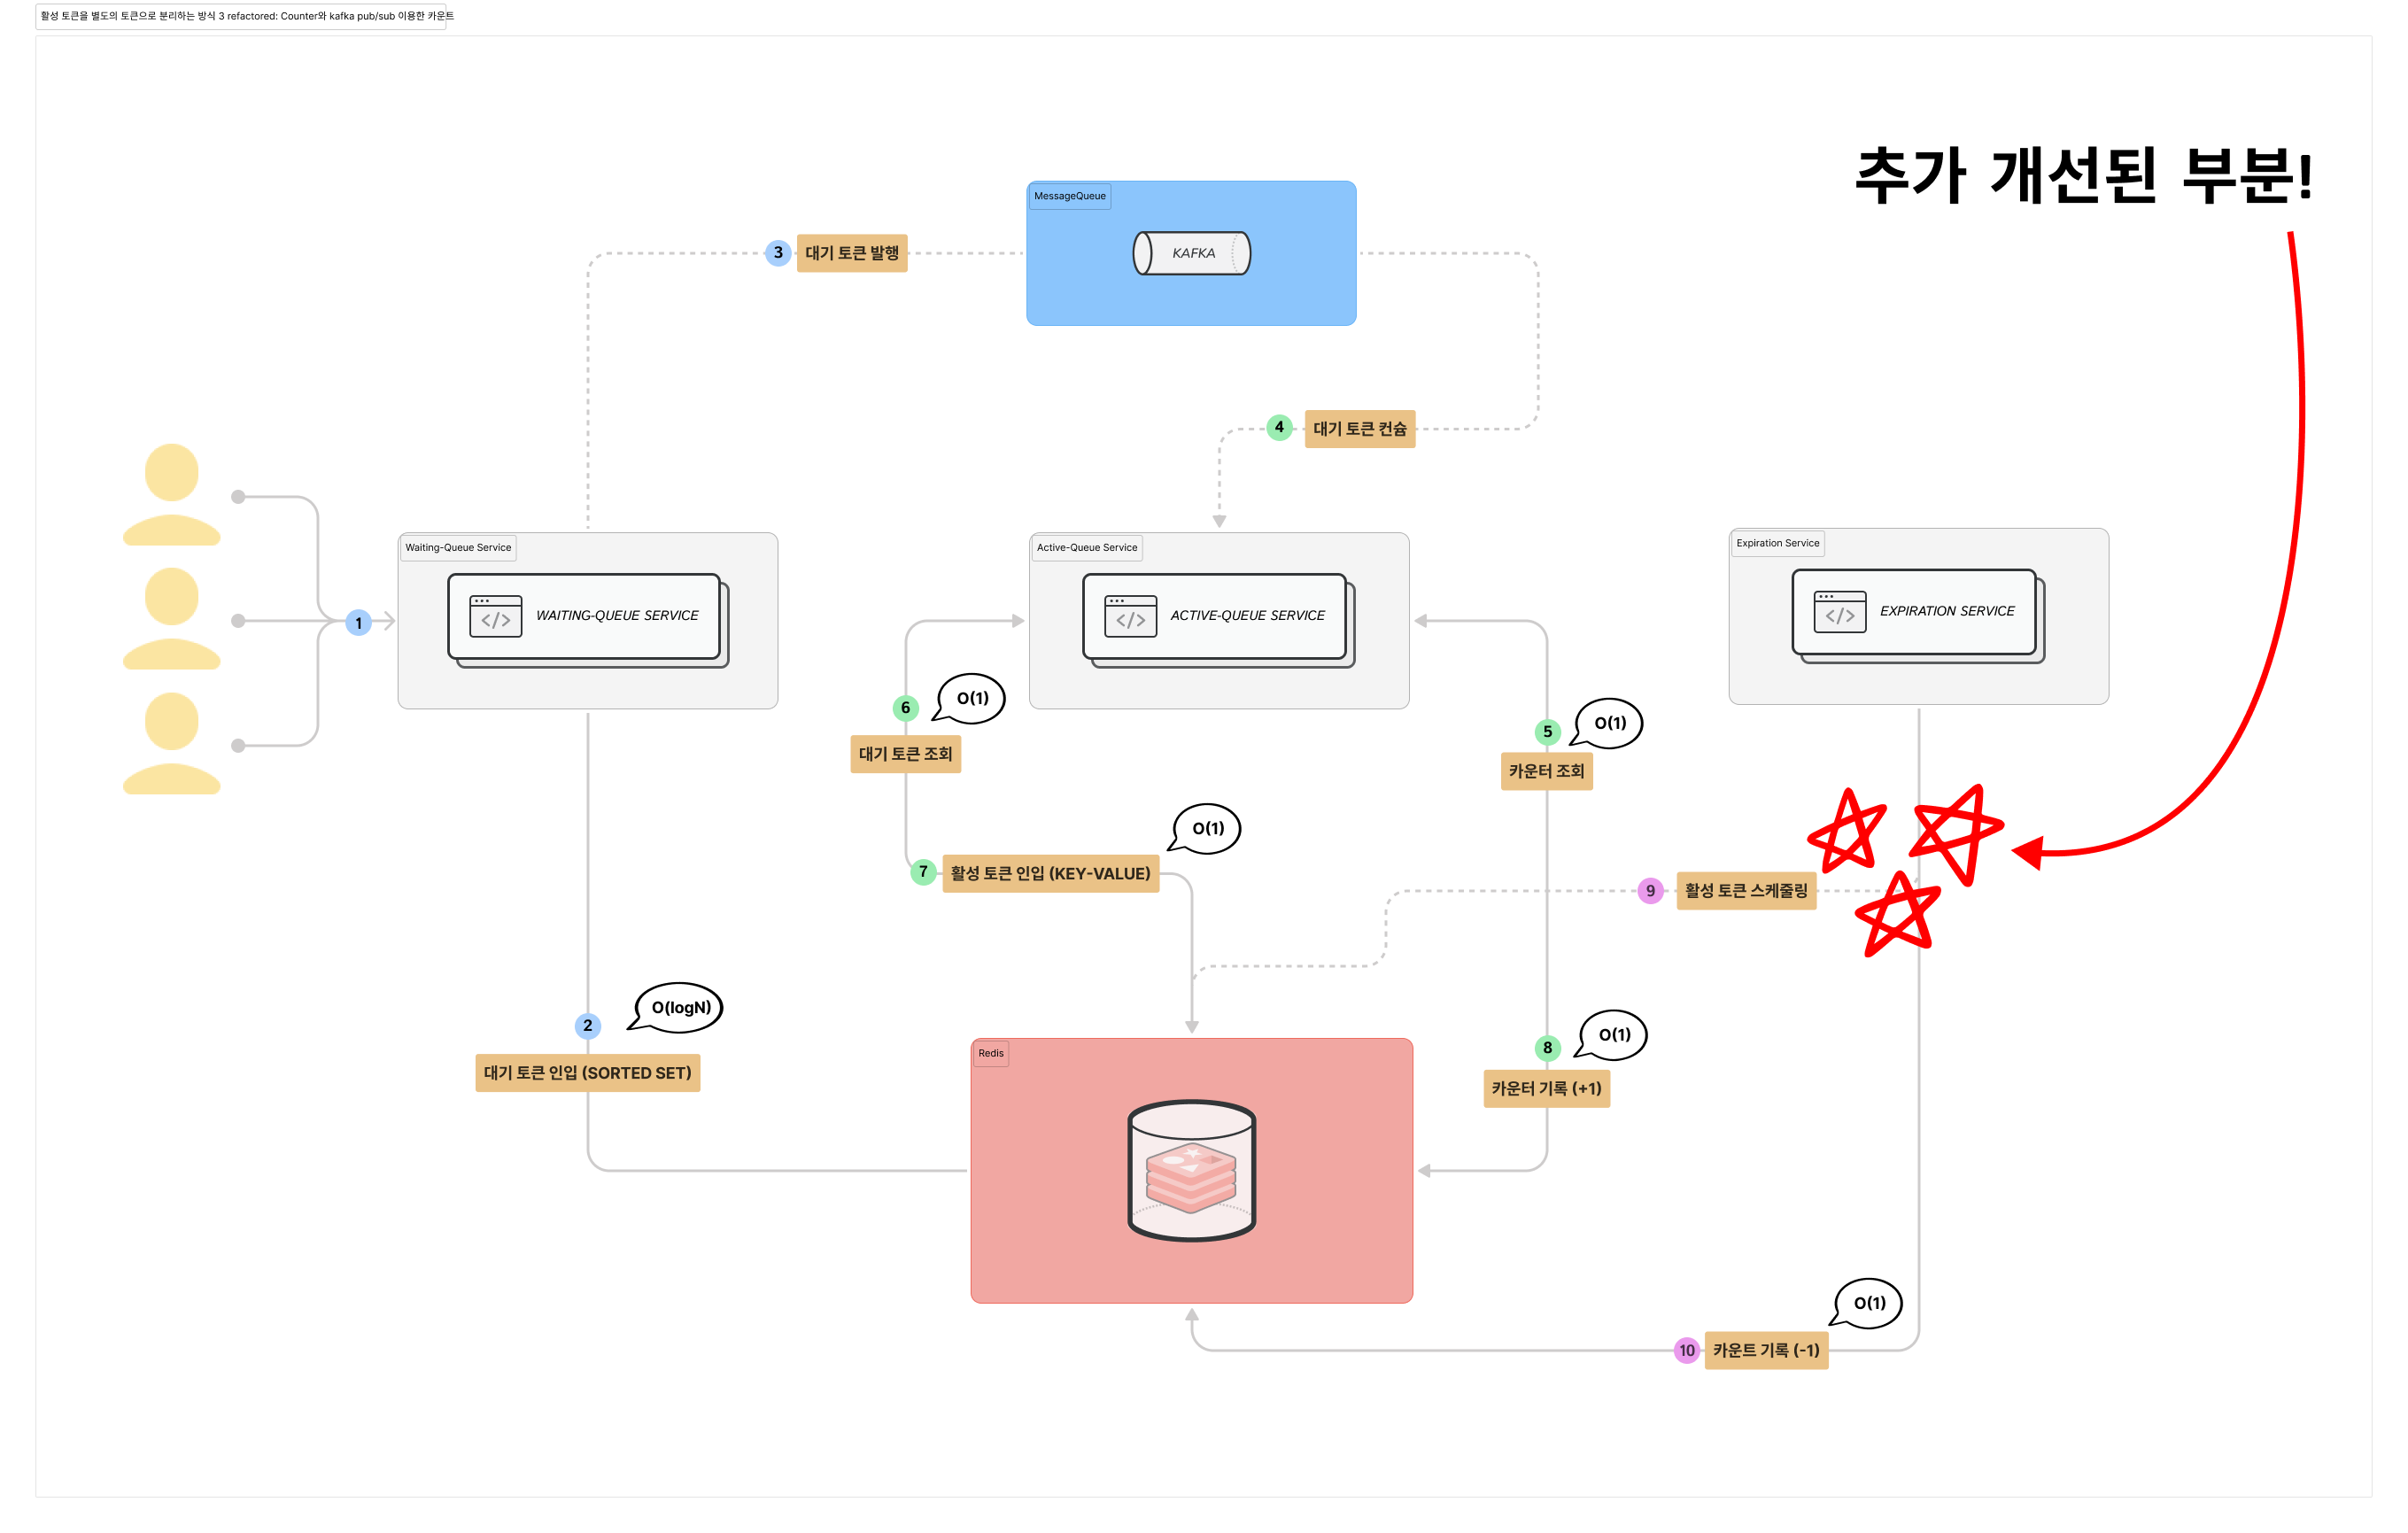 활성 토큰을 별도의 토큰으로 분리하는 방식 3 refactored: Counter와 kafka pub/sub 이용한 카운트
추가 개선된 부분!
MessageQueue
KAFKA
3
대기 토큰 발행
4
대기 토큰 컨슘
1
Waiting-Queue Service
WAITING-QUEUE SERVICE
Active-Queue Service
ACTIVE-QUEUE SERVICE
Expiration Service
EXPIRATION SERVICE
6
O(1)
대기 토큰 조회
5
O(1)
카운터 조회
7
활성 토큰 인입 (KEY-VALUE)
O(1)
9
활성 토큰 스케줄링
2
O(logN)
대기 토큰 인입 (SORTED SET)
Redis
8
O(1)
카운터 기록 (+1)
10
카운트 기록 (-1)
O(1)